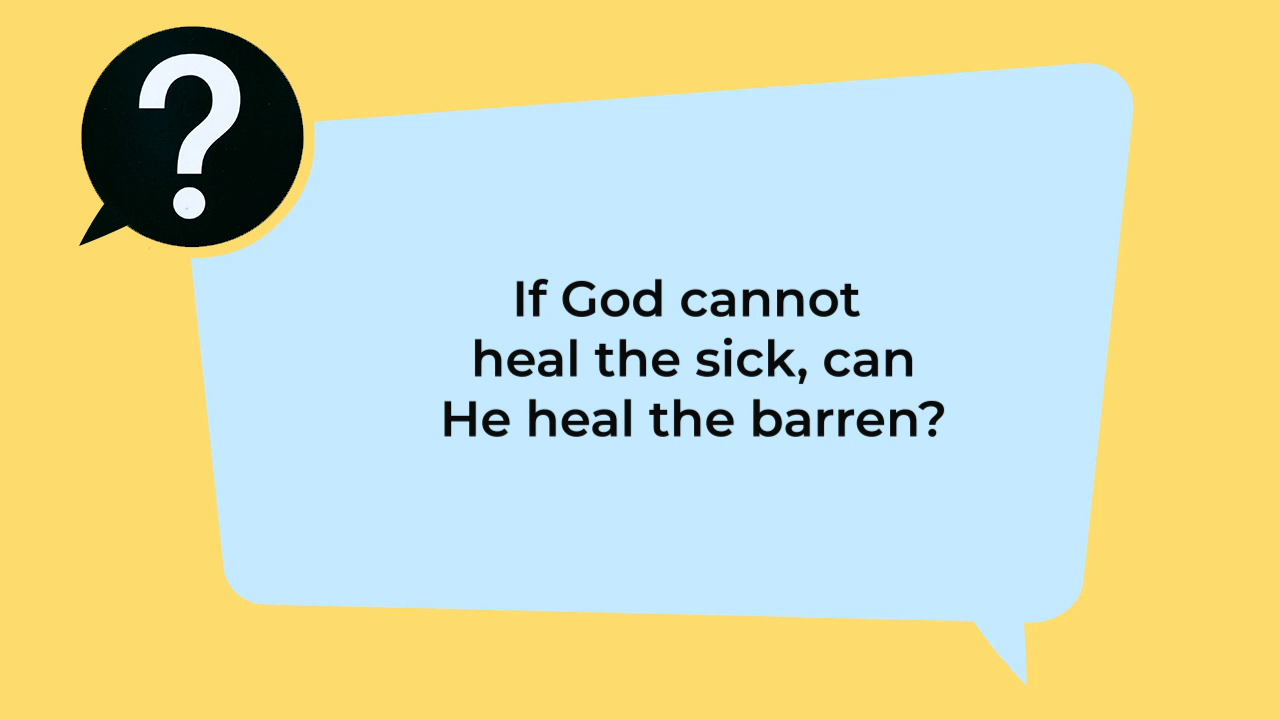 ?
If God cannot
heal the sick, can
He heal the barren?